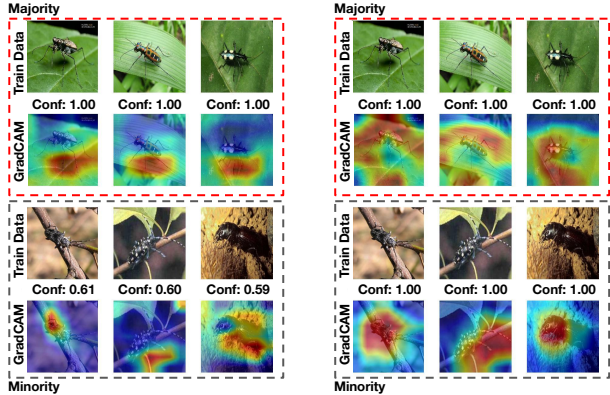 Majority
Train Data
Conf: 1.00 Conf: 1.00 Conf: 1.00
GradCAM
Train Data
Conf: 0.61 Conf: 0.60 Conf: 0.59
GradCAM
Minority
Majority
Train Data
Conf: 1.00 Conf: 1.00 Conf: 1.00
GradCAM
Train Data
Conf: 1.00 Conf: 1.00 Conf: 1.00
GradCAM
Minority